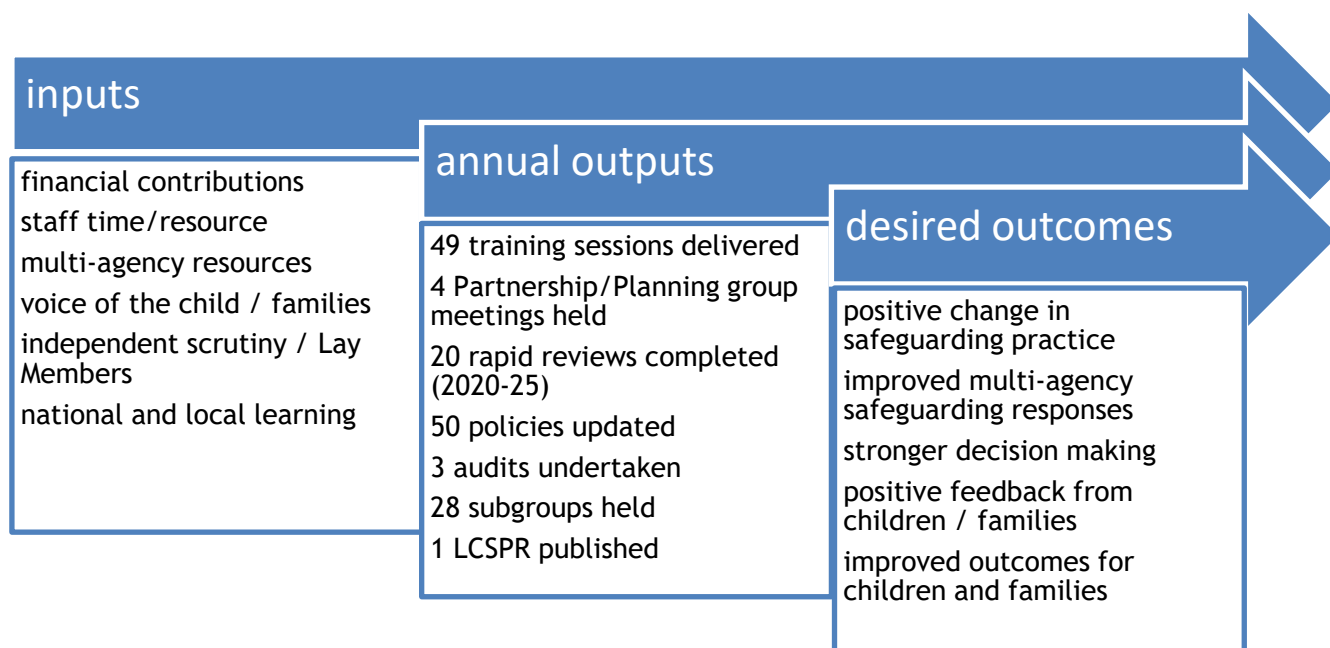 inputs
financial contributions
staff time/resource
multi-agency resources
voice of the child / families
independent scrutiny / Lay
Members
national and local learning
annual outputs
49 training sessions delivered
4 Partnership/Planning group
meetings held
20 rapid reviews completed
(2020-25)
50 policies updated
3 audits undertaken
28 subgroups held
1 LCSPR published
desired outcomes
positive change in
safeguarding practice
improved multi-agency
safeguarding responses
stronger decision making
positive feedback from
children / families
improved outcomes for
children and families